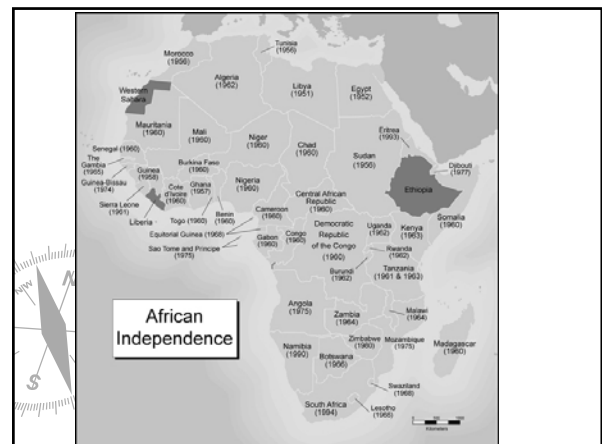 Tunisia
(1956)
Morocco
(1956)
Algeria
(1962)
Libya
(1951)
Egypt
(1952)
Western
Sahara
Mauritania
(1960)
Mali
(1960)
Niger
(1960)
Chad
(1960)
Sudan
(1956)
Eritrea
(1993)
Djibouti
(1977)
Senegal (1960)
The
Gambia
(1965)
Guinea-Bissau
(1974)
Guinea
(1958)
Sierra Leone
(1961)
Liberia
Burkina Faso
(1960)
Cote
d'Ivoire
(1960)
Ghana
(1957)
Togo (1960)
Benin
(1960)
Nigeria
(1960)
Cameroon
(1960)
Equitorial Guinea (1968)
Sao Tome and Principe
(1975)
Central African
Republic
(1960)
Ethiopia
Somalia
(1960)
Gabon
(1960)
Congo
(1960)
Democratic
Republic
of the Congo
(1960)
Uganda
(1962)
Kenya
(1963)
Rwanda
(1962)
Burundi
(1962)
Tanzania
(1961 & 1963)
Angola
(1975)
Zambia
(1964)
Malawi
(1964)
Mozambique
(1975)
Zimbabwe
Madagascar
(1960)
Namibia
(1990)
Botswana
(1966)
Swaziland
(1968)
South Africa
(1994)
Lesotho
(1966)
African
Independence
Kilometers
NW
N
S